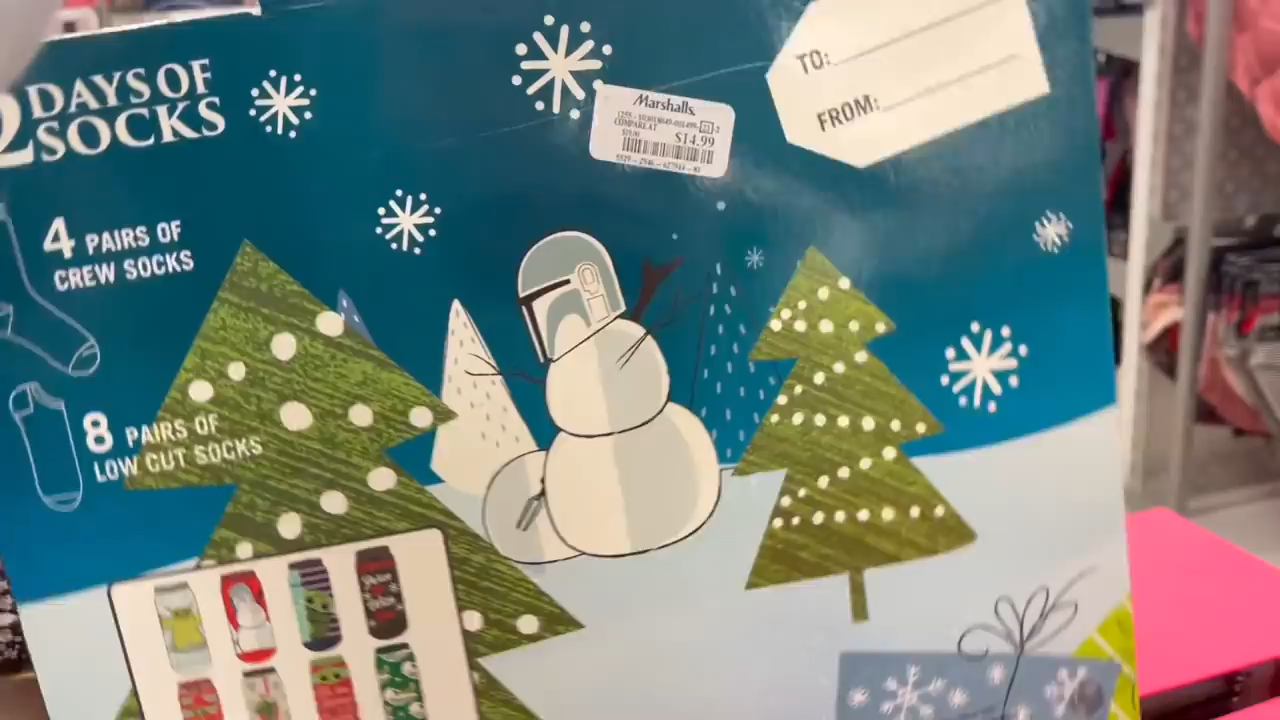 2 DAYS OF
SOCKS
4 PAIRS OF
CREW SOCKS
8 PAIRS OF
LOW CUT SOCKS
Marshalls.
COMPARE AT
$14.99
TO:
FROM: